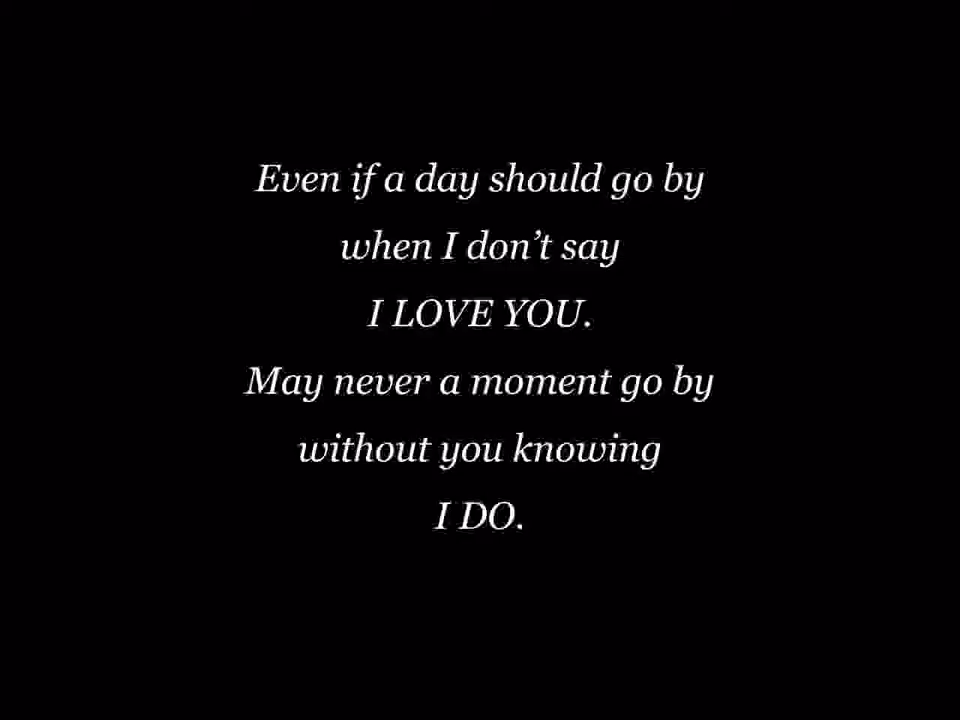 Even if a day should go by
when I don’t say
I LOVE YOU.
May never a moment go by
without you knowing
I DO.